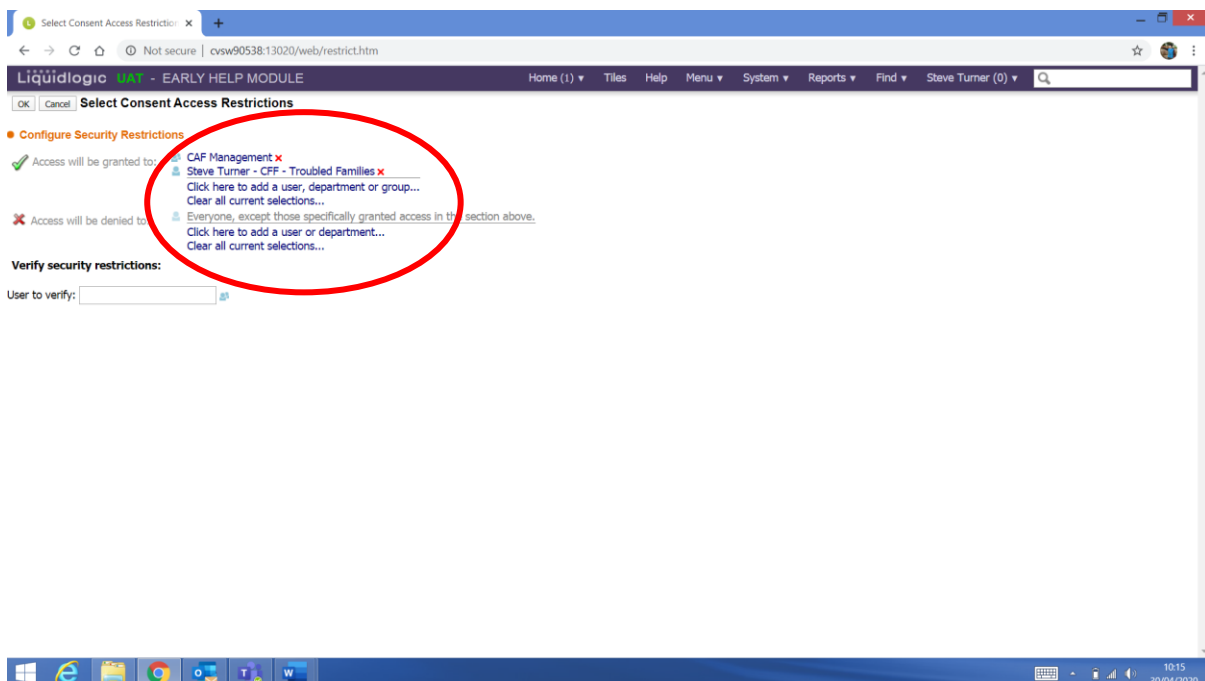 Select Consent Access Restriction
Not secure | cvsw90538:13020/web/restrict.htm
Liquidlogic UAT - EARLY HELP MODULE Home (1) Tiles Help Menu System Reports Find Steve Turner (0)
OK Cancel Select Consent Access Restrictions
Configure Security Restrictions
Access will be granted to: CAF Management
Steve Turner - CFF - Troubled Families
Click here to add a user, department or group...
Clear all current selections...
Access will be denied to Everyone, except those specifically granted access in the section above.
Click here to add a user or department...
Clear all current selections...
Verify security restrictions:
User to verify:
10:15
30/04/2020